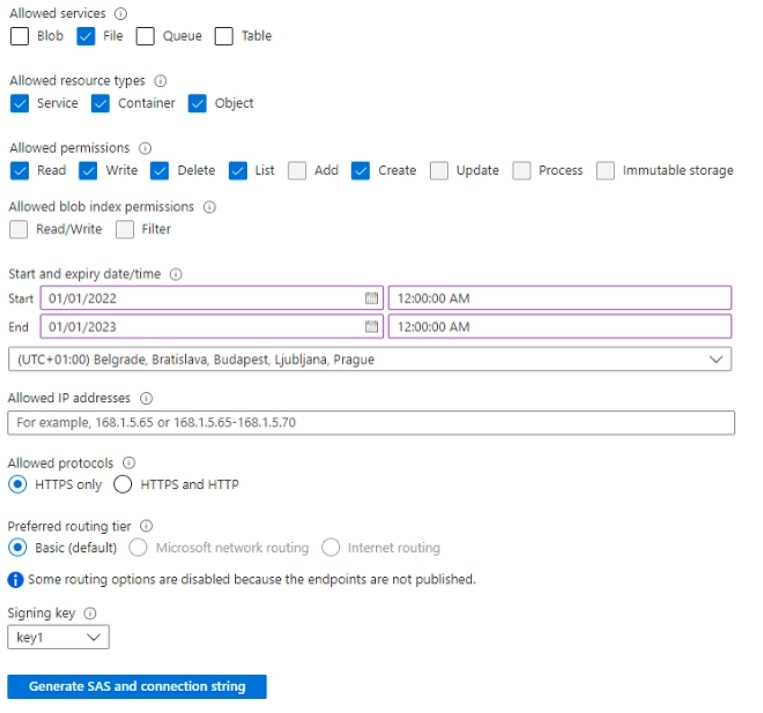 Allowed services
Blob File Queue Table
Allowed resource types
Service Container Object
Allowed permissions
Read Write Delete List Add Create Update Process Immutable storage
Allowed blob index permissions
Read/Write Filter
Start and expiry date/time
Start 01/01/2022 12:00:00 AM
End 01/01/2023 12:00:00 AM
(UTC+01:00) Belgrade, Bratislava, Budapest, Ljubljana, Prague
Allowed IP addresses
For example, 168.1.5.65 or 168.1.5.65-168.1.5.70
Allowed protocols
HTTPS only HTTPS and HTTP
Preferred routing tier
Basic (default) Microsoft network routing Internet routing
Some routing options are disabled because the endpoints are not published.
Signing key
key1
Generate SAS and connection string